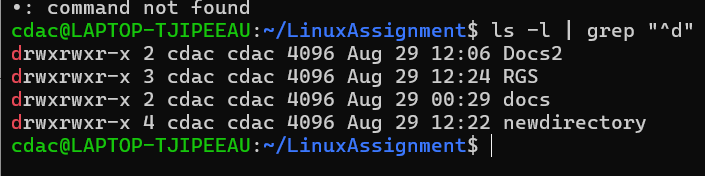 •: command not found
cdac@LAPTOP-TJIPEEAU:~/LinuxAssignment$ ls -l | grep "^d"
drwxrwxr-x 2 cdac cdac 4096 Aug 29 12:06 Docs2
drwxrwxr-x 3 cdac cdac 4096 Aug 29 12:24 RGS
drwxrwxr-x 2 cdac cdac 4096 Aug 29 00:29 docs
drwxrwxr-x 4 cdac cdac 4096 Aug 29 12:22 newdirectory
cdac@LAPTOP-TJIPEEAU:~/LinuxAssignment$